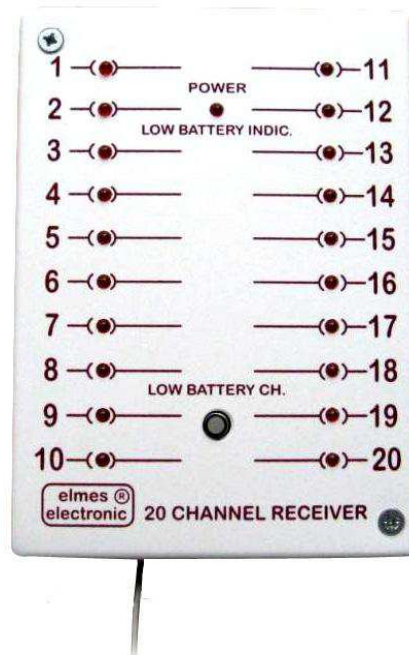 1 11
POWER
2 12
LOW BATTERY INDIC.
3 13
4 14
5 15
6 16
7 17
8 18
LOW BATTERY CH.
9 19
10 20
elmes ®
electronic
20 CHANNEL RECEIVER